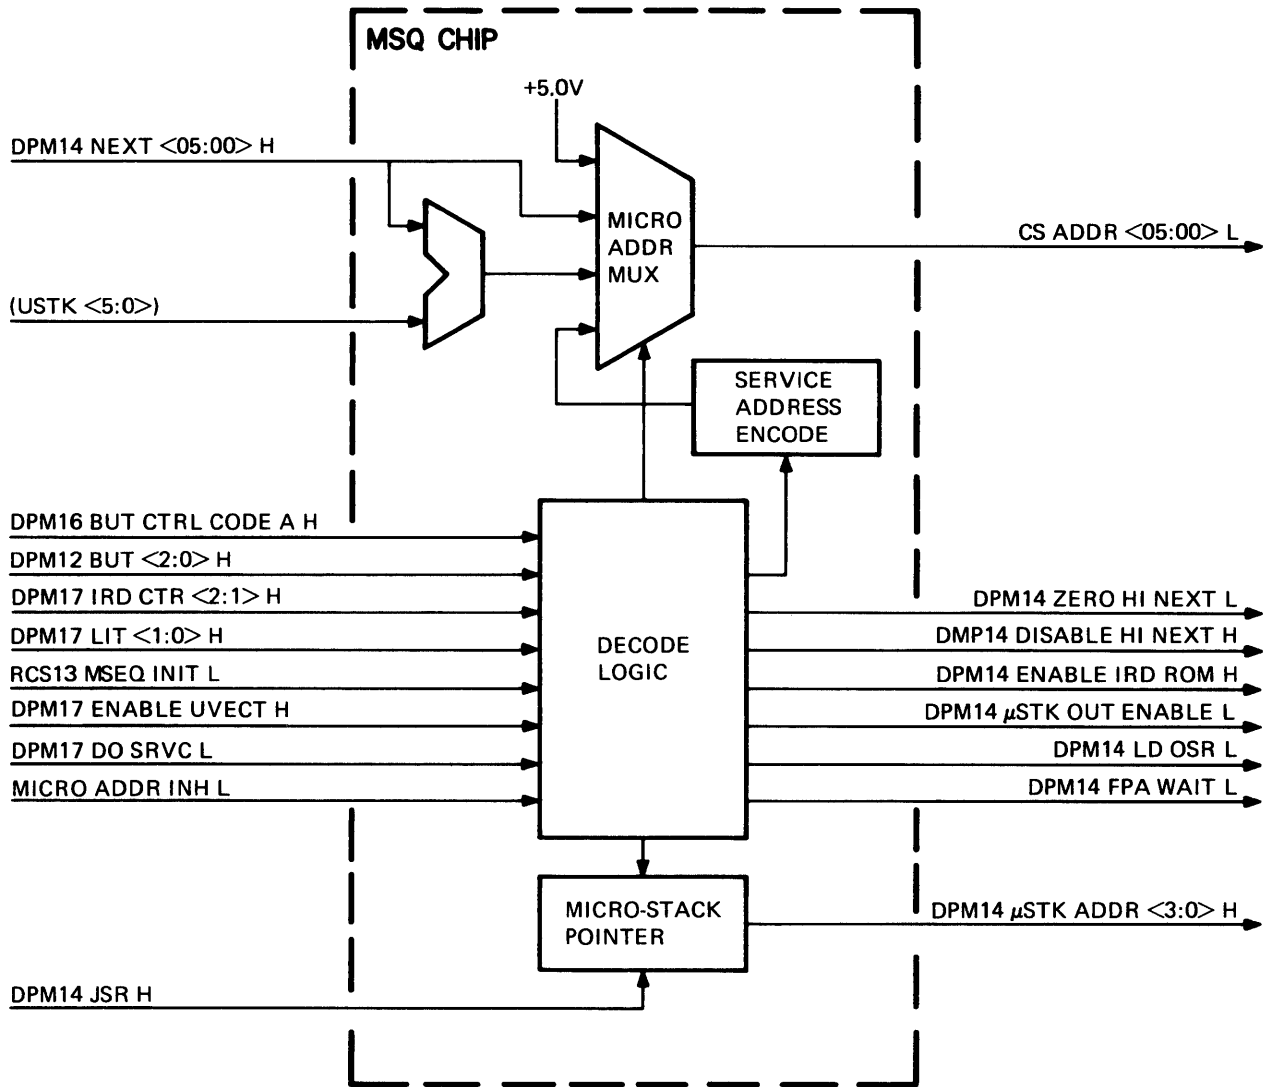 MSQ CHIP
+5.0V
DPM14 NEXT <05:00> H
MICRO
ADDR
MUX
CS ADDR <05:00> L
(USTK <5:0>)
SERVICE
ADDRESS
ENCODE
DPM16 BUT CTRL CODE A H
DPM12 BUT <2:0> H
DPM17 IRD CTR <2:1> H
DPM17 LIT <1:0> H
RCS13 MSEQ INIT L
DPM17 ENABLE UVECT H
DPM17 DO SRVC L
MICRO ADDR INH L
DECODE
LOGIC
DPM14 ZERO HI NEXT L
DMP14 DISABLE HI NEXT H
DPM14 ENABLE IRD ROM H
DPM14 μSTK OUT ENABLE L
DPM14 LD OSR L
DPM14 FPA WAIT L
MICRO-STACK
POINTER
DPM14 μSTK ADDR <3:0> H
DPM14 JSR H